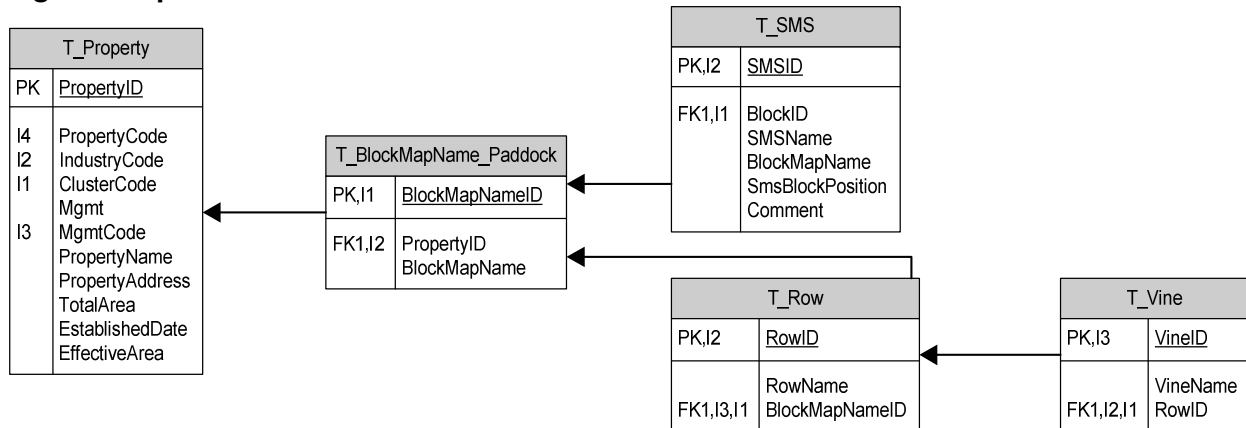 T_Property
PK PropertyID
I4 PropertyCode
I2 IndustryCode
I1 ClusterCode
Mgmt
I3 MgmtCode
PropertyName
PropertyAddress
TotalArea
EstablishedDate
EffectiveArea
T_BlockMapName_Paddock
PK,I1 BlockMapNameID
FK1,I2 PropertyID
BlockMapName
T_SMS
PK,I2 SMSID
FK1,I1 BlockID
SMSName
BlockMapName
SmsBlockPosition
Comment
T_Row
PK,I2 RowID
RowName
FK1,I3,I1 BlockMapNameID
T_Vine
PK,I3 VineID
VineName
FK1,I2,I1 RowID